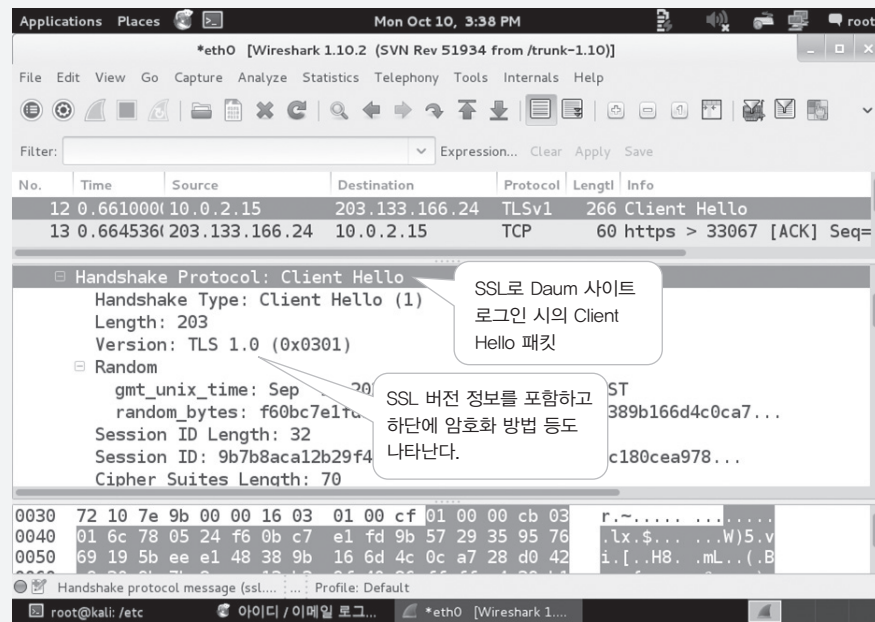 Applications Places Mon Oct 10, 3:38 PM root
*eth0 [Wireshark 1.10.2 (SVN Rev 51934 from /trunk-1.10)]
File Edit View Go Capture Analyze Statistics Telephony Tools Internals Help
Filter: Expression... Clear Apply Save
No. Time Source Destination Protocol Lengtl Info
12 0.6610000 10.0.2.15 203.133.166.24 TLSv1 266 Client Hello
13 0.6645360 203.133.166.24 10.0.2.15 TCP 60 https > 33067 [ACK] Seq=
Handshake Protocol: Client Hello
SSL로 Daum 사이트
로그인 시의 Client
Hello 패킷
Handshake Type: Client Hello (1)
Length: 203
Version: TLS 1.0 (0x0301)
Random
gmt_unix_time: Sep ST
random_bytes: f60bc7e1fd 389b166d4c0ca7...
SSL 버전 정보를 포함하고
하단에 암호화 방법 등도
나타난다.
Session ID Length: 32
Session ID: 9b7b8aca12b29f4 c180cea978...
Cipher Suites Length: 70
0030 72 10 7e 9b 00 00 16 03 01 00 cf 01 00 00 cb 03 r.~..... ........
0040 01 6c 78 05 24 f6 0b c7 e1 fd 9b 57 29 35 95 76 .lx.$... ...W)5.v
0050 69 19 5b ee e1 48 38 9b 16 6d 4c 0c a7 28 d0 42 i.[..H8. .mL..(.B
Handshake protocol message (ssl.... ... Profile: Default
root@kali: /etc 아이디 / 이메일 로그... *eth0 [Wireshark 1....